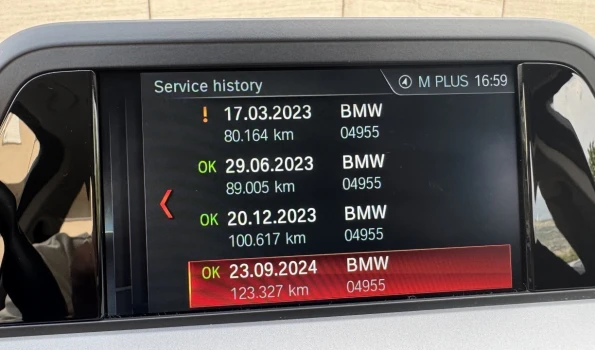 Service history M PLUS 16:59
! 17.03.2023 BMW
80.164 km 04955
OK 29.06.2023 BMW
89.005 km 04955
OK 20.12.2023 BMW
100.617 km 04955
OK 23.09.2024 BMW
123.327 km 04955